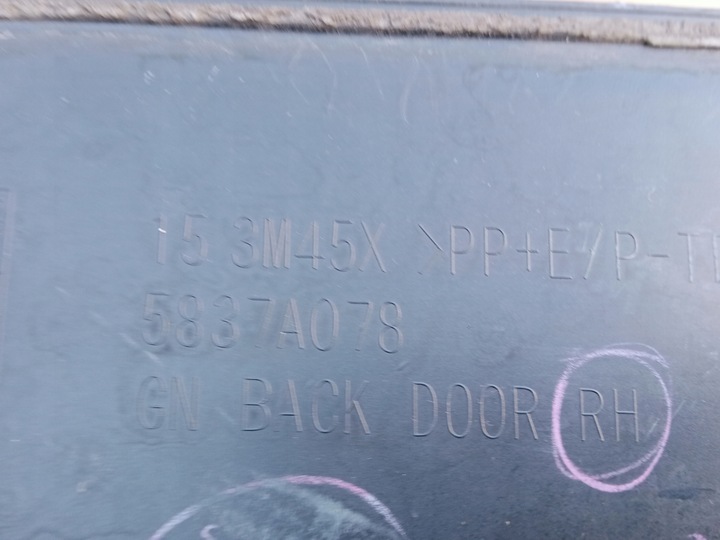 15 3M45X >PP+E/P-T
5837A078
GN BACK DOOR RH